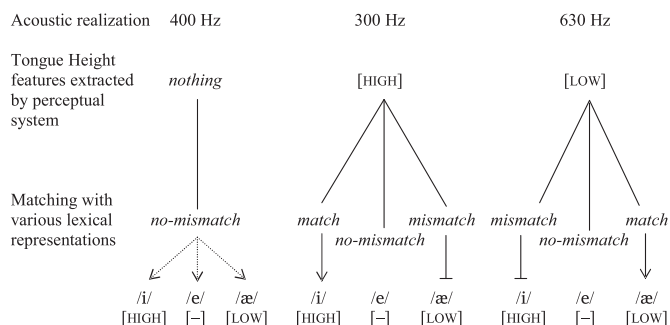 Acoustic realization 400 Hz 300 Hz 630 Hz
Tongue Height
features extracted nothing [HIGH] [LOW]
by perceptual
system
Matching with
various lexical no-mismatch match mismatch mismatch match
representations no-mismatch no-mismatch
/i/ /e/ /æ/ /i/ /e/ /æ/ /i/ /e/ /æ/
[HIGH] [–] [LOW] [HIGH] [–] [LOW] [HIGH] [–] [LOW]